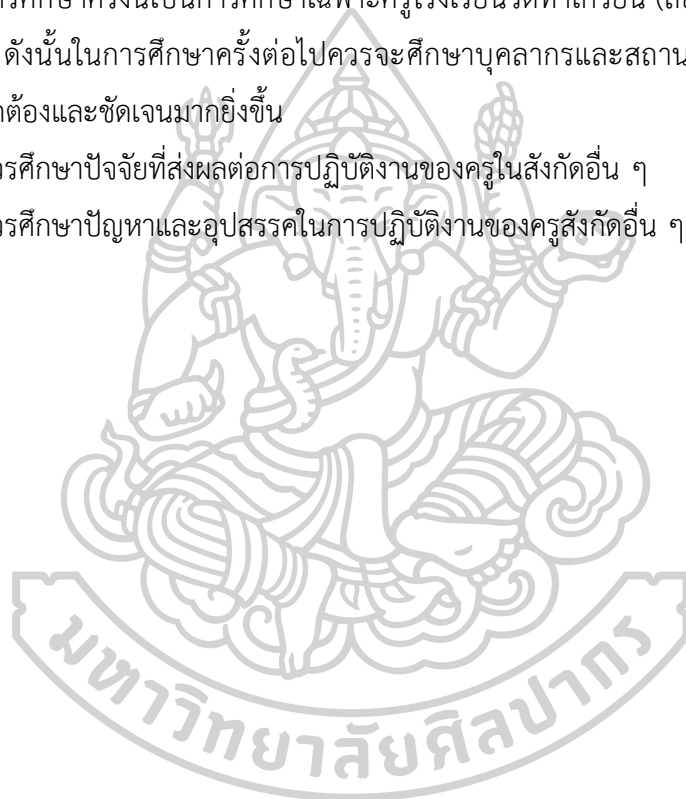 ดังนั้นในการศึกษาครั้งต่อไปควรจะศึกษาบุคลากรและสถาน
ต้องและชัดเจนมากยิ่งขึ้น
รศึกษาปัจจัยที่ส่งผลต่อการปฏิบัติงานของครูในสังกัดอื่น ๆ
รศึกษาปัญหาและอุปสรรคในการปฏิบัติงานของครูสังกัดอื่น ๆ
มหาวิทยาลัยศิลปากร